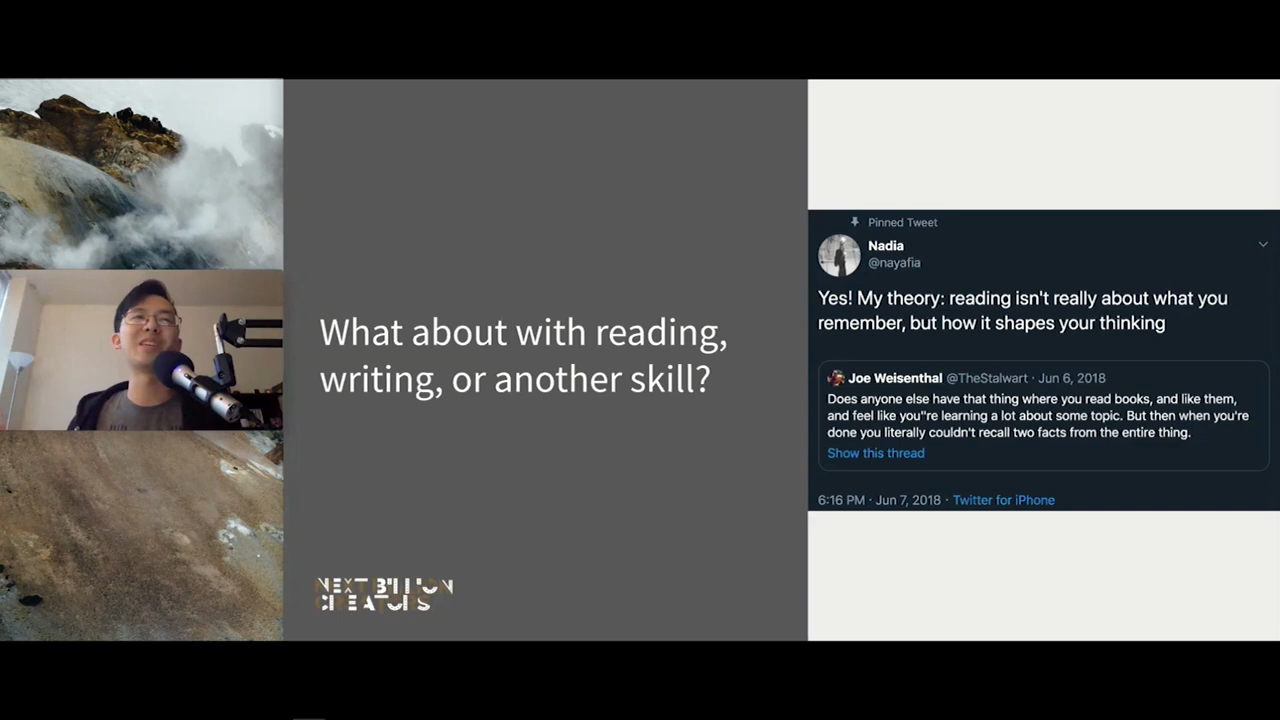 What about with reading,
writing, or another skill?
NEXT BILLION
CREATORS
Pinned Tweet
Nadia
@nayafia
Yes! My theory: reading isn't really about what you
remember, but how it shapes your thinking
Joe Weisenthal @TheStalwart · Jun 6, 2018
Does anyone else have that thing where you read books, and like them,
and feel like you"re learning a lot about some topic. But then when you're
done you literally couldn't recall two facts from the entire thing.
Show this thread
6:16 PM · Jun 7, 2018 · Twitter for iPhone